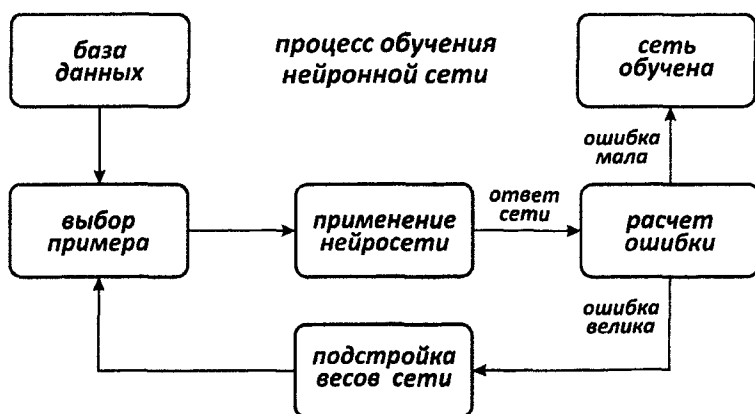 база
данных
процесс обучения
нейронной сети
сеть
обучена
ошибка
мала
выбор
примера
применение
нейросети
ответ
сети
расчет
ошибки
ошибка
велика
подстройка
весов сети